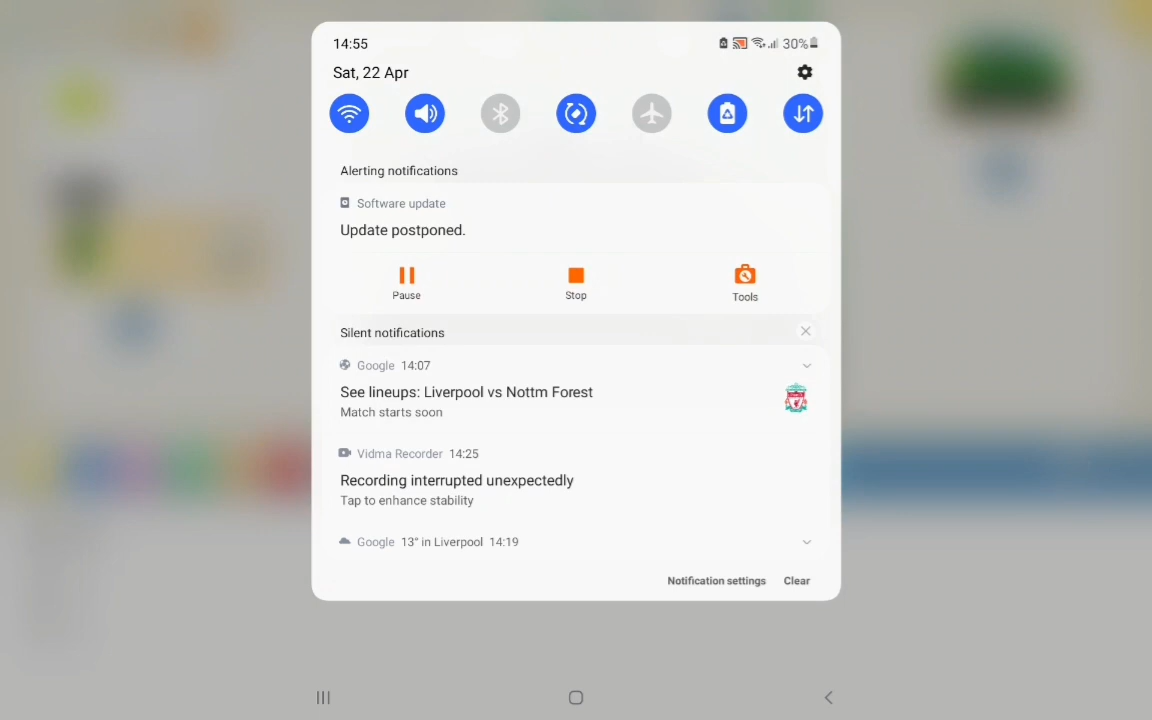 14:55
30%
Sat, 22 Apr
Alerting notifications
Software update
Update postponed.
Pause
Stop
Tools
Silent notifications
Google 14:07
See lineups: Liverpool vs Nottm Forest
Match starts soon
Vidma Recorder 14:25
Recording interrupted unexpectedly
Tap to enhance stability
Google 13° in Liverpool 14:19
Notification settings Clear